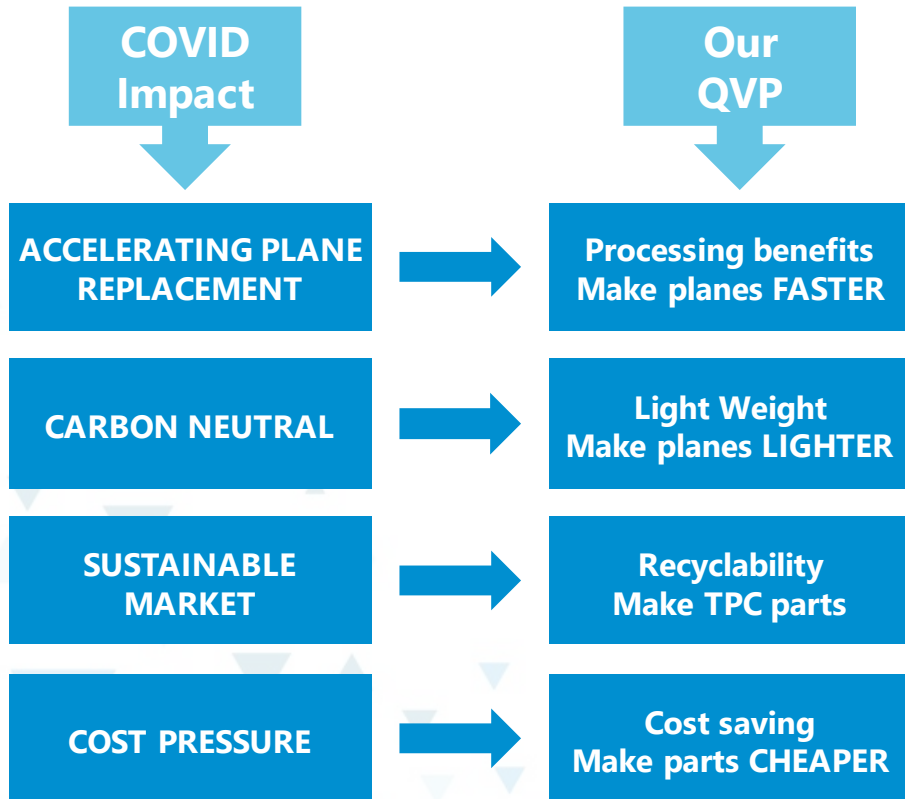 COVID
Impact
Our
QVP
ACCELERATING PLANE
REPLACEMENT
Processing benefits
Make planes FASTER
CARBON NEUTRAL
Light Weight
Make planes LIGHTER
SUSTAINABLE
MARKET
Recyclability
Make TPC parts
COST PRESSURE
Cost saving
Make parts CHEAPER